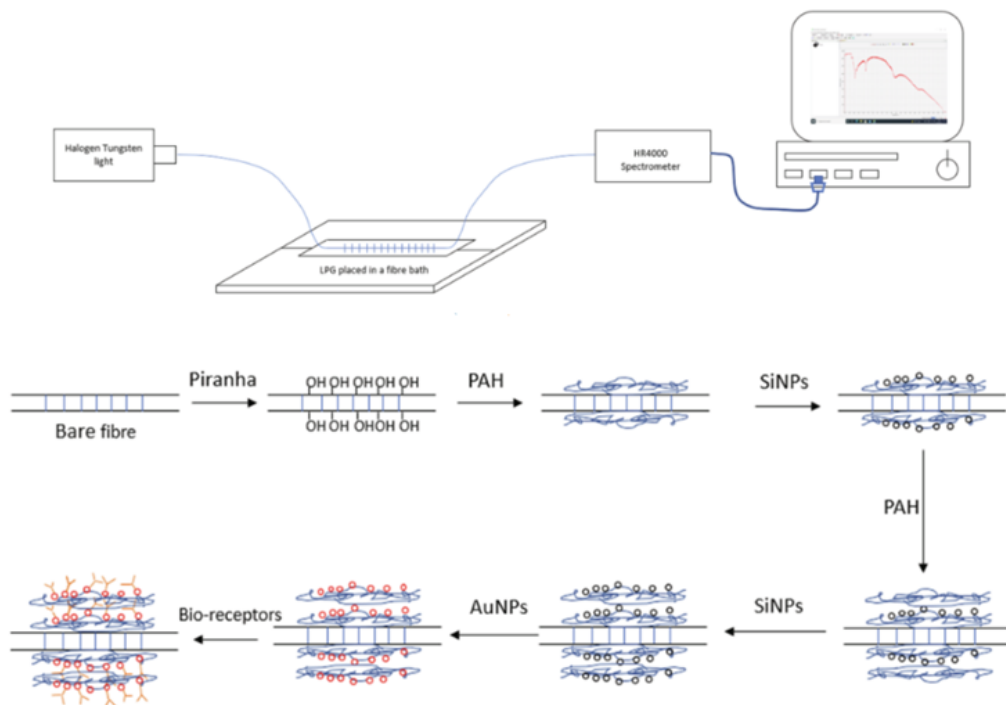 Halogen Tungsten
light
HR4000
Spectrometer
LPG placed in a fibre bath
Piranha
OH OH OH OH OH
PAH
SiNPs
Bare fibre
OH OH OH OH OH
PAH
Bio-receptors
AuNPs
SiNPs